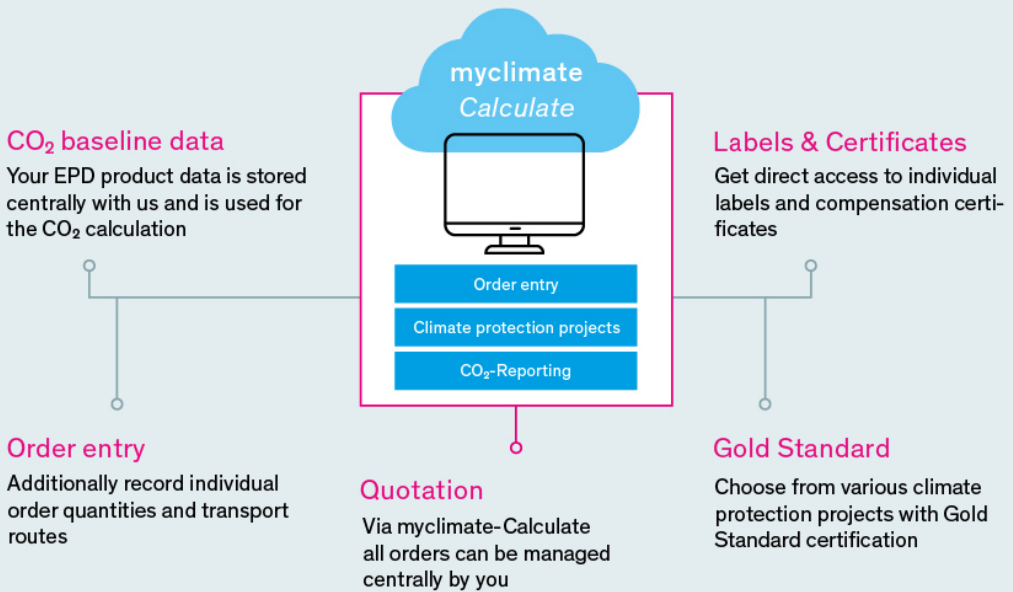 myclimate
Calculate
CO₂ baseline data
Your EPD product data is stored
centrally with us and is used for
the CO₂ calculation
Labels & Certificates
Get direct access to individual
labels and compensation certi-
ficates
Order entry
Climate protection projects
CO₂-Reporting
Order entry
Additionally record individual
order quantities and transport
routes
Quotation
Via myclimate-Calculate
all orders can be managed
centrally by you
Gold Standard
Choose from various climate
protection projects with Gold
Standard certification